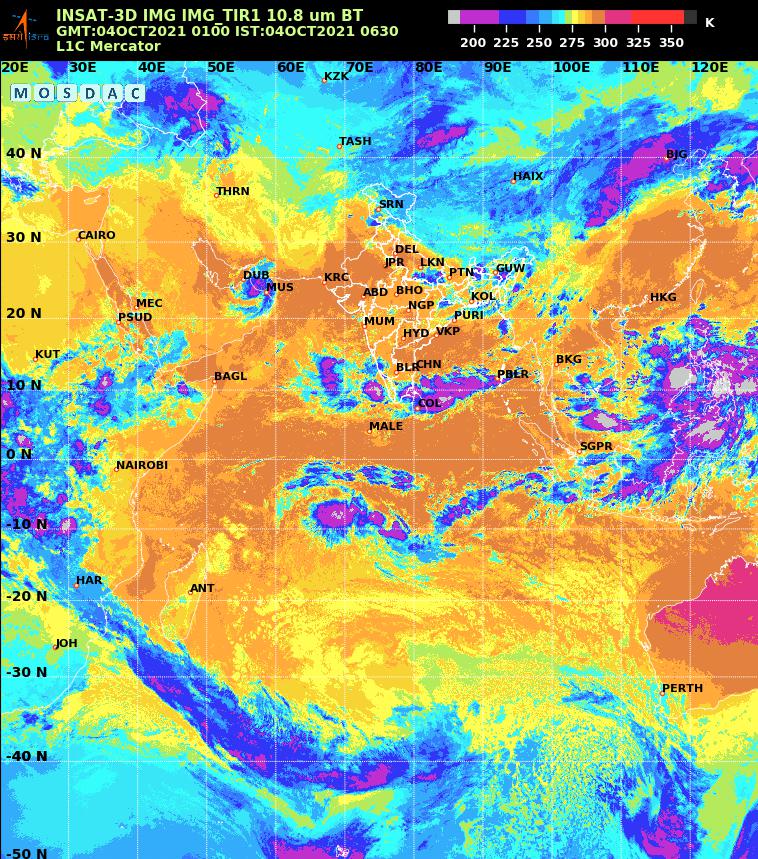 INSAT-3D IMG IMG_TIR1 10.8 um BT
GMT:04OCT2021 0100 IST:04OCT2021 0630
L1C Mercator
200 225 250 275 300 325 350 K
20E 30E 40E 50E 60E 70E 80E 90E 100E 110E 120E
KZK
M O S D A C
TASH
40 N
BJG
HAIX
THRN
SRN
30 N
CAIRO
DEL
JPR LKN
DUB
KRC
PTN
GUW
MUS
ABD BHO
KOL
MEC
NGP
HKG
20 N
PSUD
MUM
PURI
HYD VKP
KUT
BKG
BLR CHN
BAGL
PBLR
10 N
COL
MALE
0 N
SGPR
NAIROBI
-10 N
HAR
ANT
-20 N
JOH
-30 N
PERTH
-40 N
-50 N